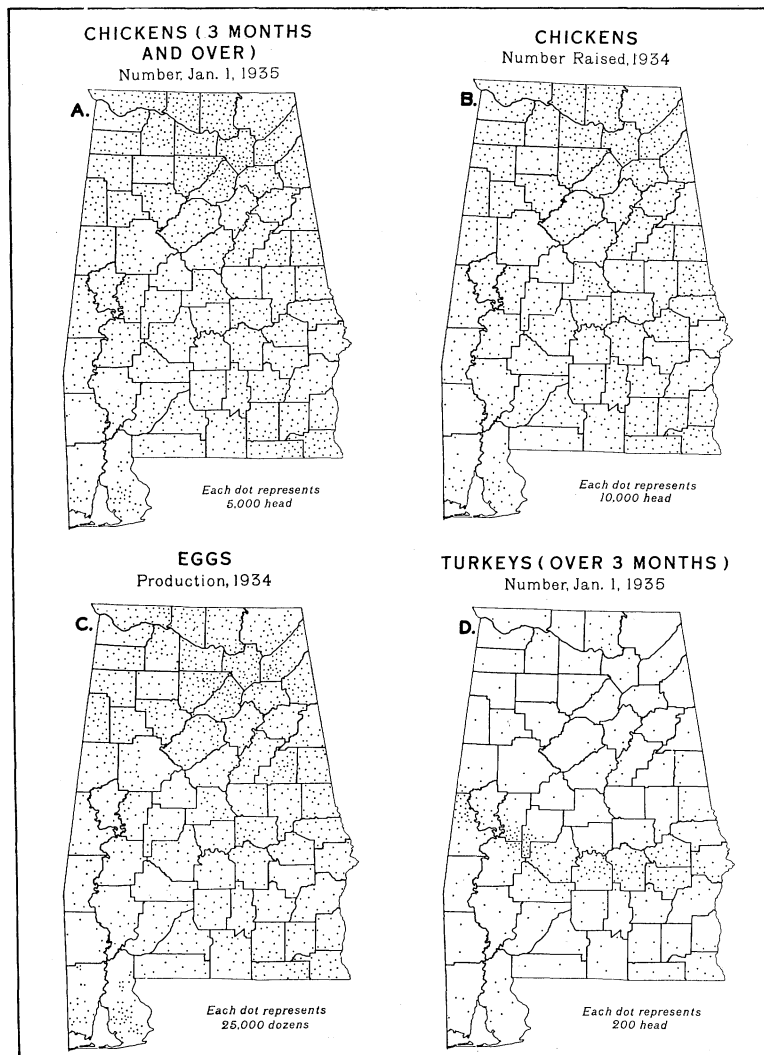 CHICKENS (3 MONTHS
AND OVER)
Number, Jan. 1, 1935
A.
Each dot represents
5,000 head
CHICKENS
Number Raised, 1934
B.
Each dot represents
10,000 head
EGGS
Production, 1934
C.
Each dot represents
25,000 dozens
TURKEYS (OVER 3 MONTHS)
Number, Jan. 1, 1935
D.
Each dot represents
200 head